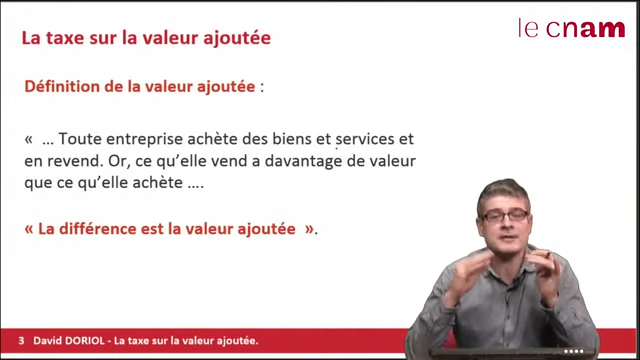 le cnam
La taxe sur la valeur ajoutée
Définition de la valeur ajoutée :
« … Toute entreprise achète des biens et services et
en revend. Or, ce qu’elle vend a davantage de valeur
que ce qu’elle achète ….
« La différence est la valeur ajoutée ».
3 David DORIOL - La taxe sur la valeur ajoutée.